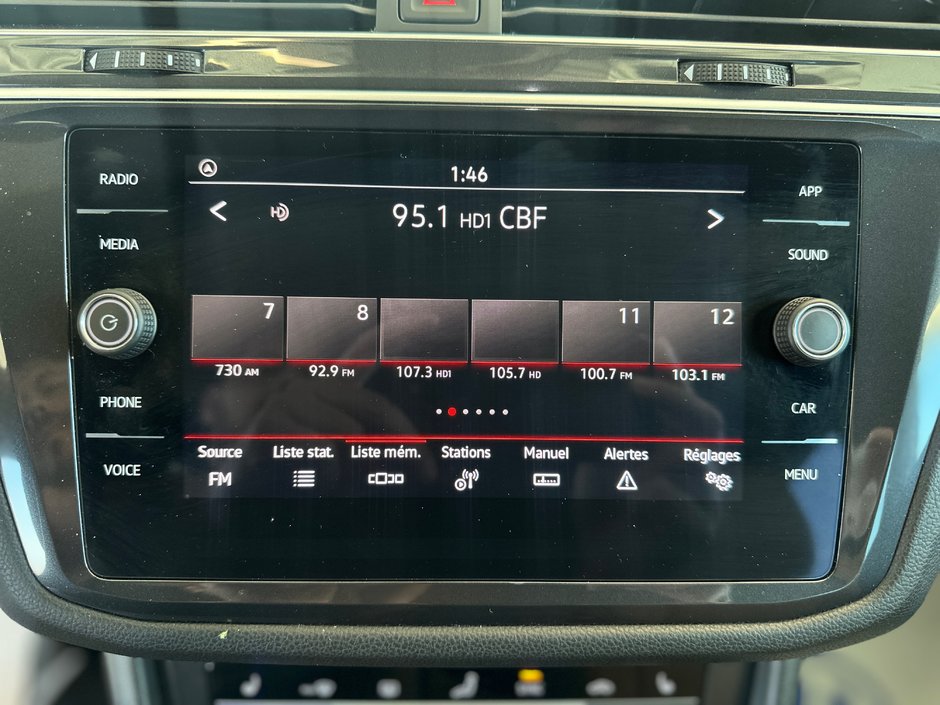 1:46
RADIO
APP
HD 95.1 HD1 CBF
MEDIA
SOUND
7 8 11 12
730 AM 92.9 FM 107.3 HD1 105.7 HD 100.7 FM 103.1 FM
PHONE
CAR
Source Liste stat. Liste mém. Stations Manuel Alertes Réglages
VOICE
MENU
FM